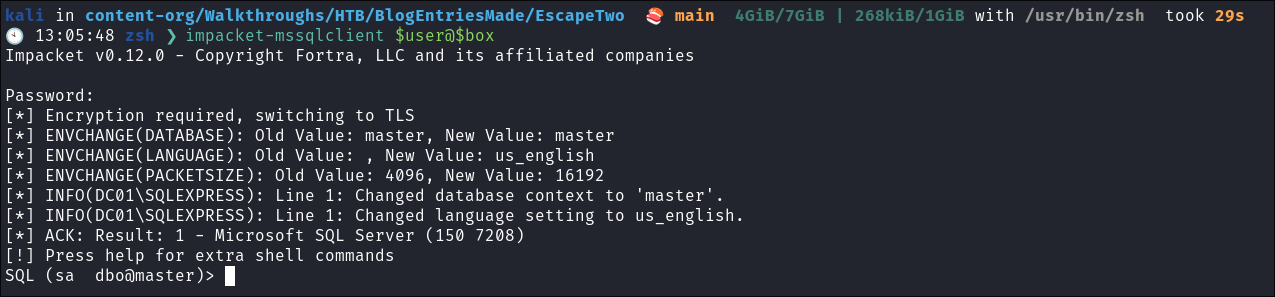 kali in content-org/Walkthroughs/HTB/BlogEntriesMade/EscapeTwo 🍣 main 4GiB/7GiB | 268kiB/1GiB with /usr/bin/zsh took 29s
🕙 13:05:48 zsh ❯ impacket-mssqlclient $user@$box
Impacket v0.12.0 - Copyright Fortra, LLC and its affiliated companies
Password:
[*] Encryption required, switching to TLS
[*] ENVCHANGE(DATABASE): Old Value: master, New Value: master
[*] ENVCHANGE(LANGUAGE): Old Value: , New Value: us_english
[*] ENVCHANGE(PACKETSIZE): Old Value: 4096, New Value: 16192
[*] INFO(DC01\SQLEXPRESS): Line 1: Changed database context to 'master'.
[*] INFO(DC01\SQLEXPRESS): Line 1: Changed language setting to us_english.
[*] ACK: Result: 1 - Microsoft SQL Server (150 7208)
[!] Press help for extra shell commands
SQL (sa  dbo@master)>